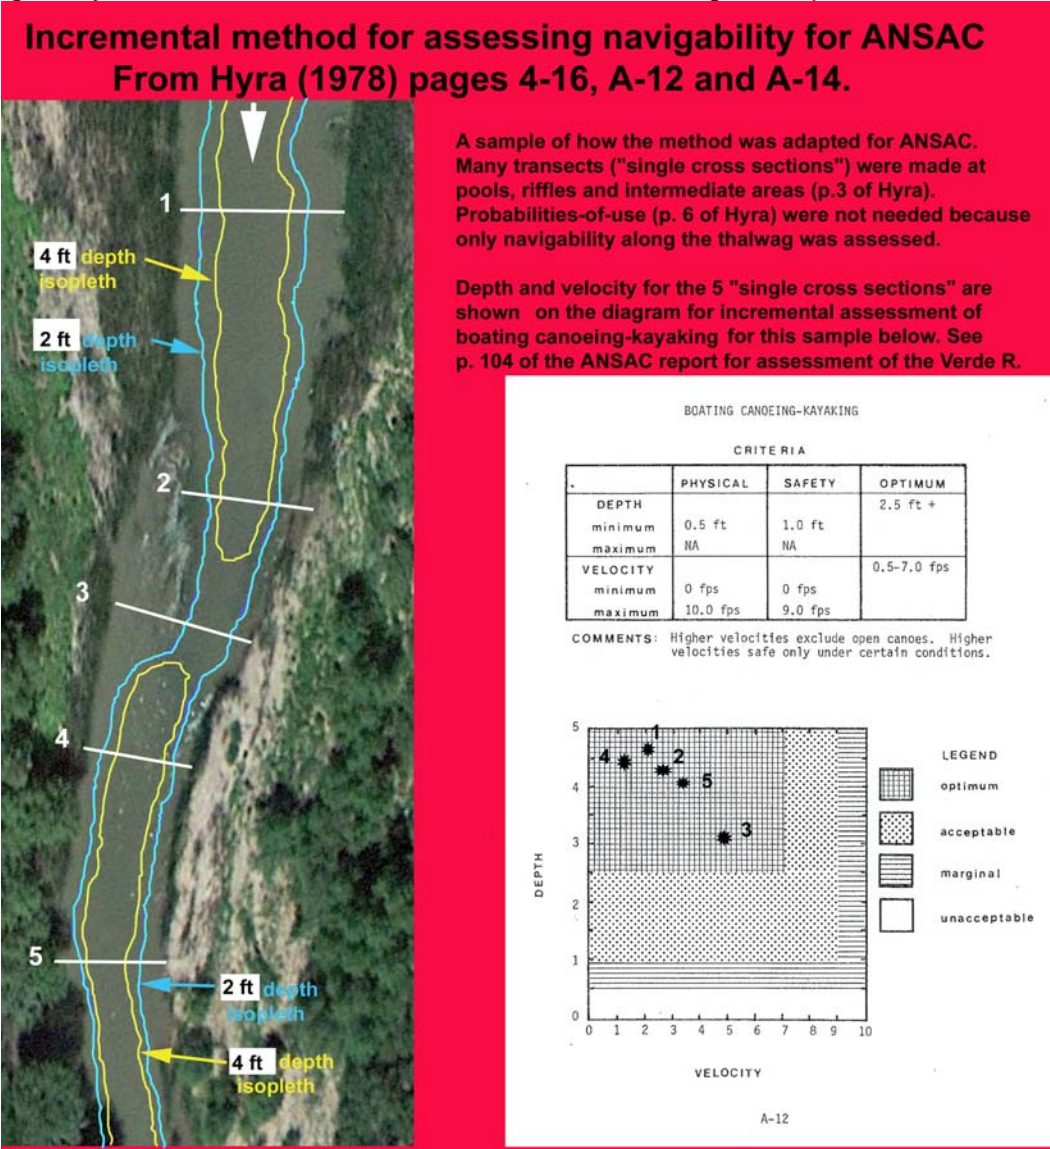 Incremental method for assessing navigability for ANSAC
From Hyra (1978) pages 4-16, A-12 and A-14.
A sample of how the method was adapted for ANSAC.
Many transects ("single cross sections") were made at
pools, riffles and intermediate areas (p.3 of Hyra).
Probabilities-of-use (p. 6 of Hyra) were not needed because
only navigability along the thalwag was assessed.
Depth and velocity for the 5 "single cross sections" are
shown on the diagram for incremental assessment of
boating canoeing-kayaking for this sample below. See
p. 104 of the ANSAC report for assessment of the Verde R.
1
4 ft depth
isopleth
2 ft depth
isopleth
2
3
4
5
2 ft depth
isopleth
4 ft depth
isopleth
BOATING CANOEING-KAYAKING
CRITERIA
PHYSICAL SAFETY OPTIMUM
DEPTH 2.5 ft +
minimum 0.5 ft 1.0 ft
maximum NA NA
VELOCITY 0.5-7.0 fps
minimum 0 fps 0 fps
maximum 10.0 fps 9.0 fps
COMMENTS: Higher velocities exclude open canoes. Higher
velocities safe only under certain conditions.
5
4
3
2
1
0
DEPTH
1
4 2
5
3
0 1 2 3 4 5 6 7 8 9 10
VELOCITY
LEGEND
optimum
acceptable
marginal
unacceptable
A-12